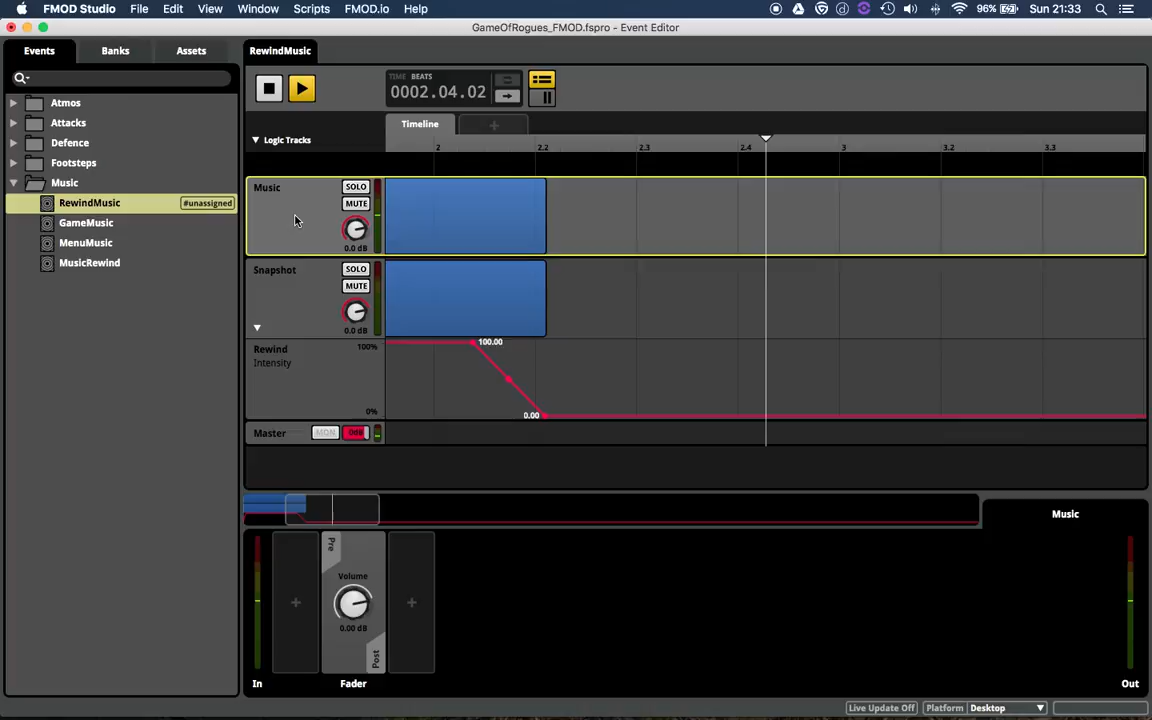 FMOD Studio File Edit View Window Scripts FMOD.io Help 96% Sun 21:33
GameOfRogues_FMOD.fspro - Event Editor
Events Banks Assets RewindMusic
TIME BEATS
0002.04.02
Timeline
Logic Tracks
2 2.2 2.3 2.4 3 3.2 3.3
Atmos
Attacks
Defence
Footsteps
Music
RewindMusic #unassigned
GameMusic
MenuMusic
MusicRewind
Music SOLO
MUTE
0.0 dB
Snapshot SOLO
MUTE
0.0 dB
Rewind 100% 100.00
Intensity
0% 0.00
Master MON 0dB
Music
Pre
Volume
0.00 dB
Post
In Fader Out
Live Update Off Platform Desktop